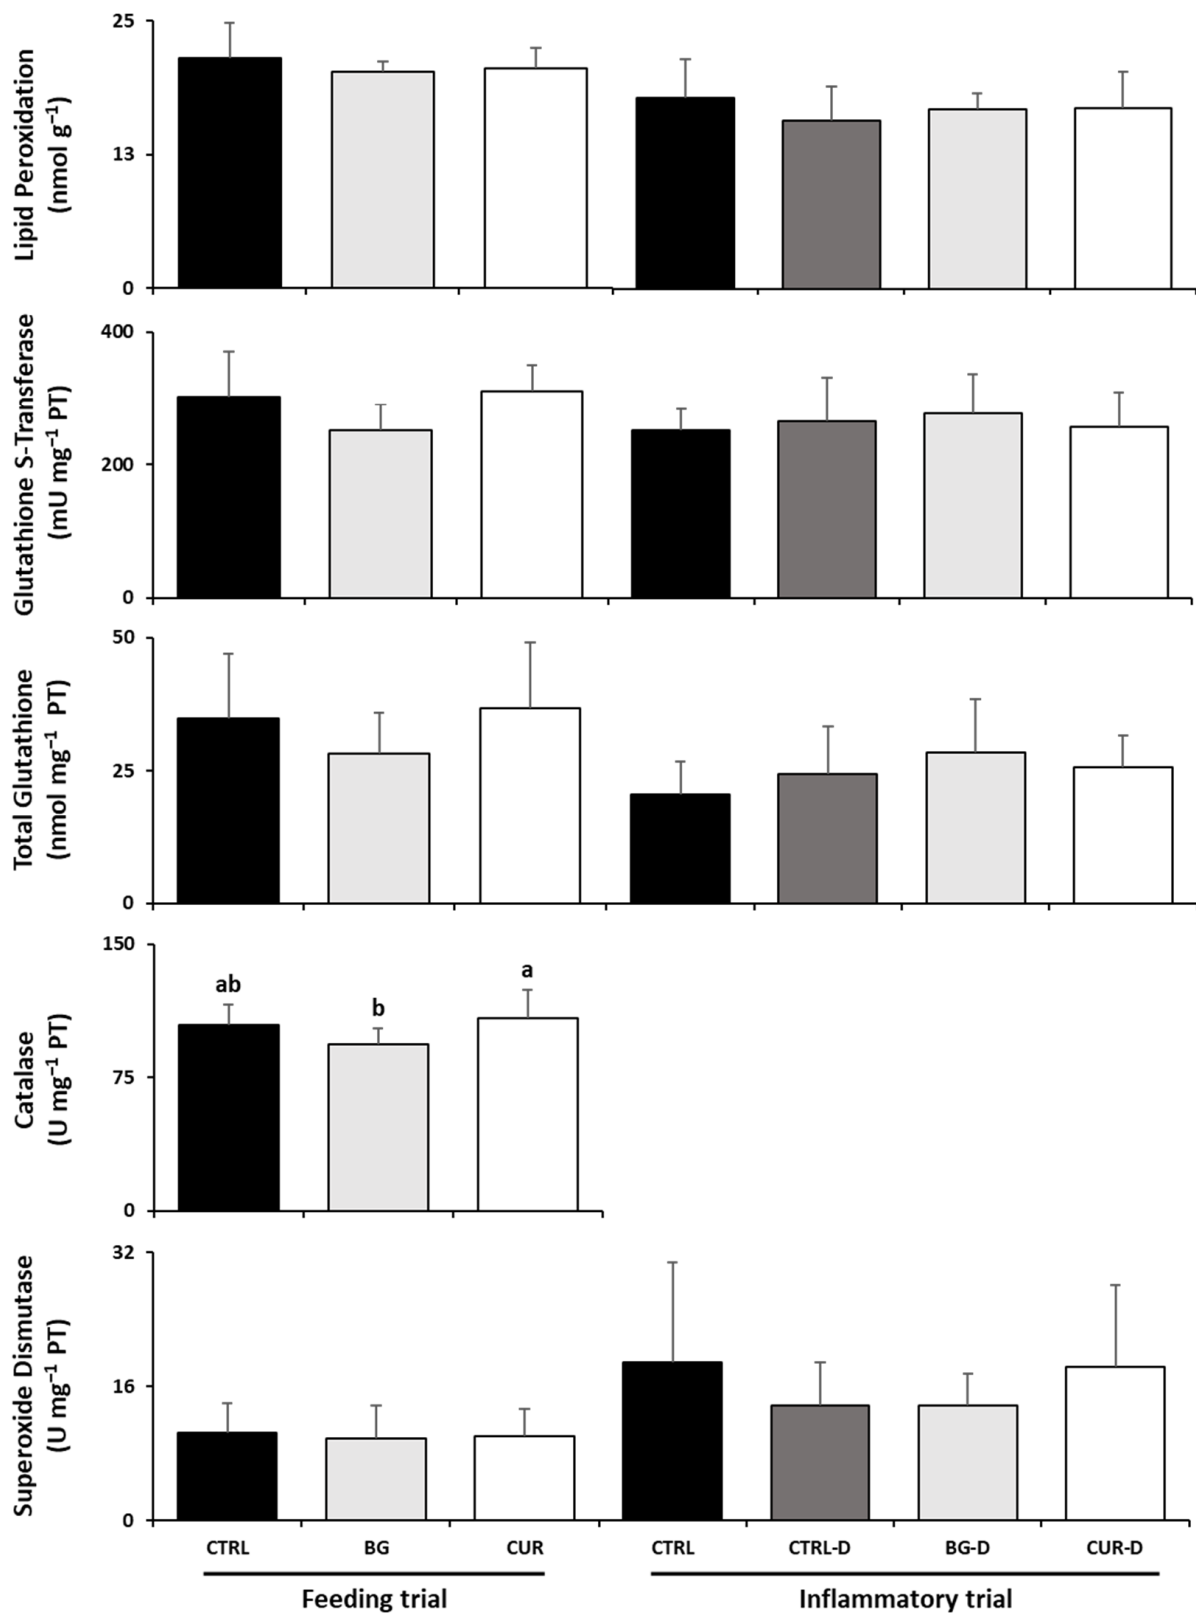 Lipid Peroxidation
(nmol g⁻¹)
25
13
0
Glutathione S-Transferase
(mU mg⁻¹ PT)
400
200
0
Total Glutathione
(nmol mg⁻¹ PT)
50
25
0
Catalase
(U mg⁻¹ PT)
150
75
0
ab
b
a
Superoxide Dismutase
(U mg⁻¹ PT)
32
16
0
CTRL BG CUR CTRL CTRL-D BG-D CUR-D
Feeding trial Inflammatory trial